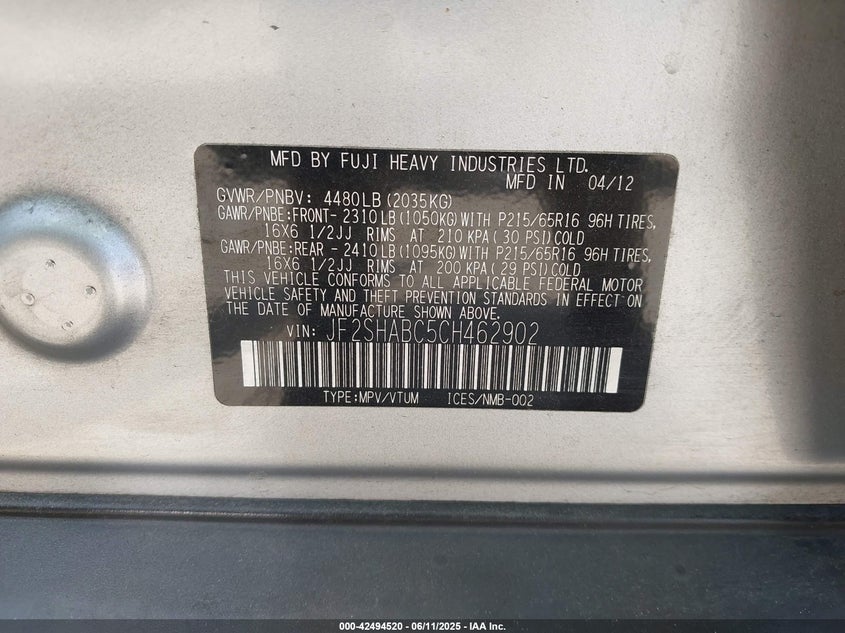 MFD BY FUJI HEAVY INDUSTRIES LTD.
MFD IN 04/12
GVWR/PNBV: 4480LB (2035KG)
GAWR/PNBE:FRONT- 2310LB (1050KG) WITH P215/65R16 96H TIRES,
16X6 1/2JJ RIMS AT 210 KPA ( 30 PSI) COLD
GAWR/PNBE:REAR - 2410LB (1095KG) WITH P215/65R16 96H TIRES,
16X6 1/2JJ RIMS AT 200 KPA ( 29 PSI) COLD
THIS VEHICLE CONFORMS TO ALL APPLICABLE FEDERAL MOTOR
VEHICLE SAFETY AND THEFT PREVENTION STANDARDS IN EFFECT ON
THE DATE OF MANUFACTURE SHOWN ABOVE.
VIN: JF2SHABC5CH462902
TYPE:MPV/VTUM ICES/NMB-002
000-42494520 - 06/11/2025 - IAA Inc.